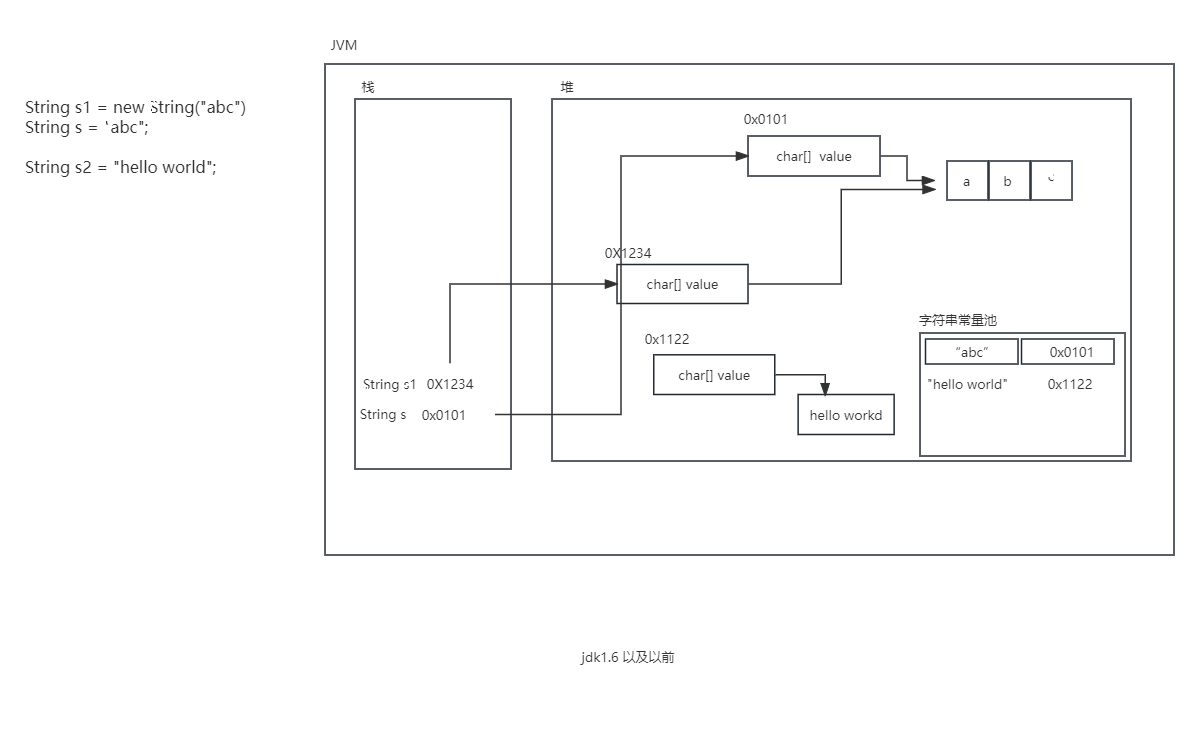 JVM
栈
堆
String s1 = new String("abc")
String s = "abc";
String s2 = "hello world";
0x0101
char[] value
a b
0X1234
char[] value
0x1122
char[] value
hello workd
字符串常量池
“abc” 0x0101
"hello world" 0x1122
String s1 0X1234
String s 0x0101
jdk1.6 以及以前